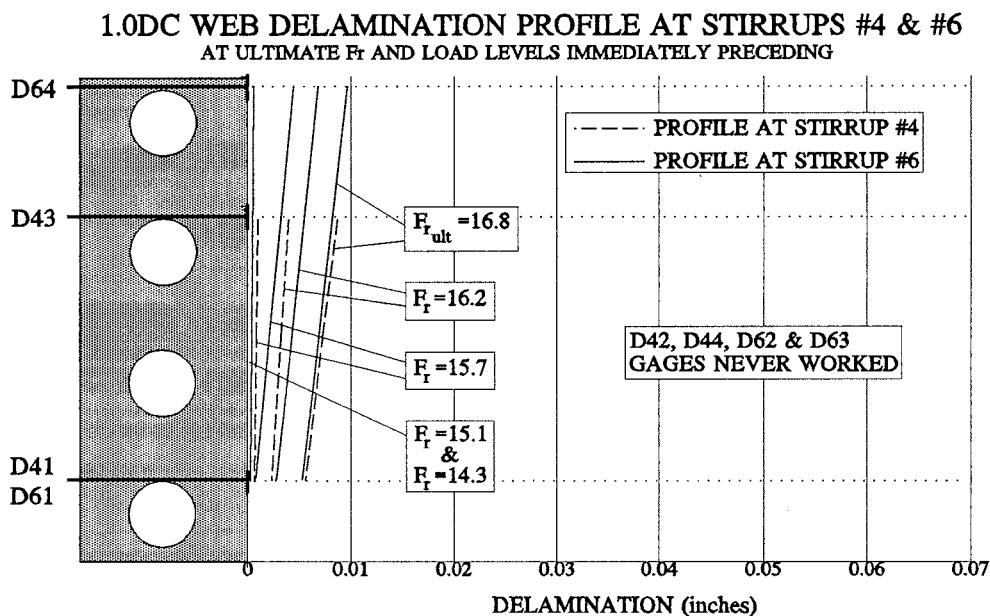 1.0DC WEB DELAMINATION PROFILE AT STIRRUPS #4 & #6
AT ULTIMATE Fr AND LOAD LEVELS IMMEDIATELY PRECEDING
D64
PROFILE AT STIRRUP #4
PROFILE AT STIRRUP #6
D43
Fr ult =16.8
Fr =16.2
D42, D44, D62 & D63
GAGES NEVER WORKED
Fr =15.7
Fr =15.1
&
Fr =14.3
D41
D61
0 0.01 0.02 0.03 0.04 0.05 0.06 0.07
DELAMINATION (inches)